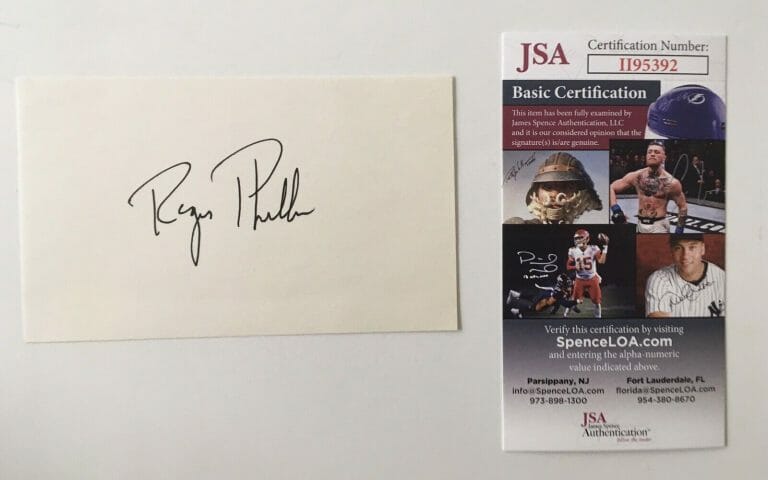 Regis Philbin
JSA
Certification Number:
II95392
Basic Certification
This item has been fully examined by
James Spence Authentication, LLC
and it is our considered opinion that the
signature(s) is/are genuine.
15
Verify this certification by visiting
SpenceLOA.com
and entering the alpha-numeric
value indicated above.
Parsippany, NJ
info@SpenceLOA.com
973-898-1300
Fort Lauderdale, FL
florida@SpenceLOA.com
954-380-8670
JSA
James Spence
Authentication